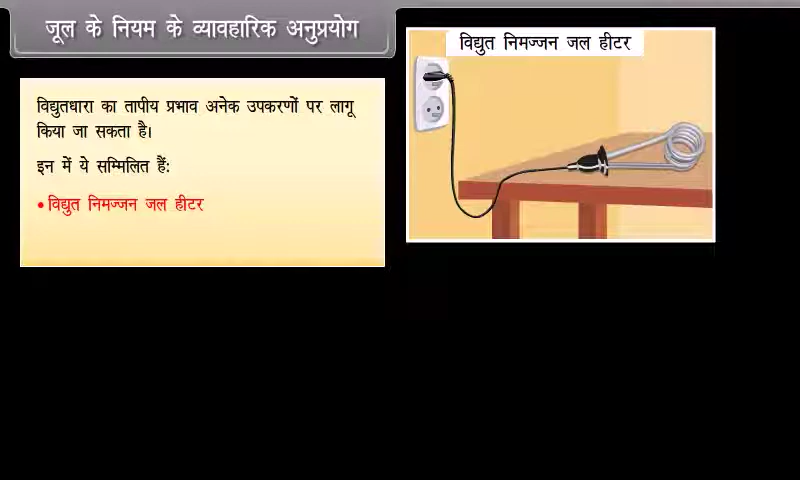 जूल के नियम के व्यावहारिक अनुप्रयोग
विद्युत निमज्जन जल हीटर
विद्युतधारा का तापीय प्रभाव अनेक उपकरणों पर लागू
किया जा सकता है।
इन में ये सम्मिलित हैं:
• विद्युत निमज्जन जल हीटर